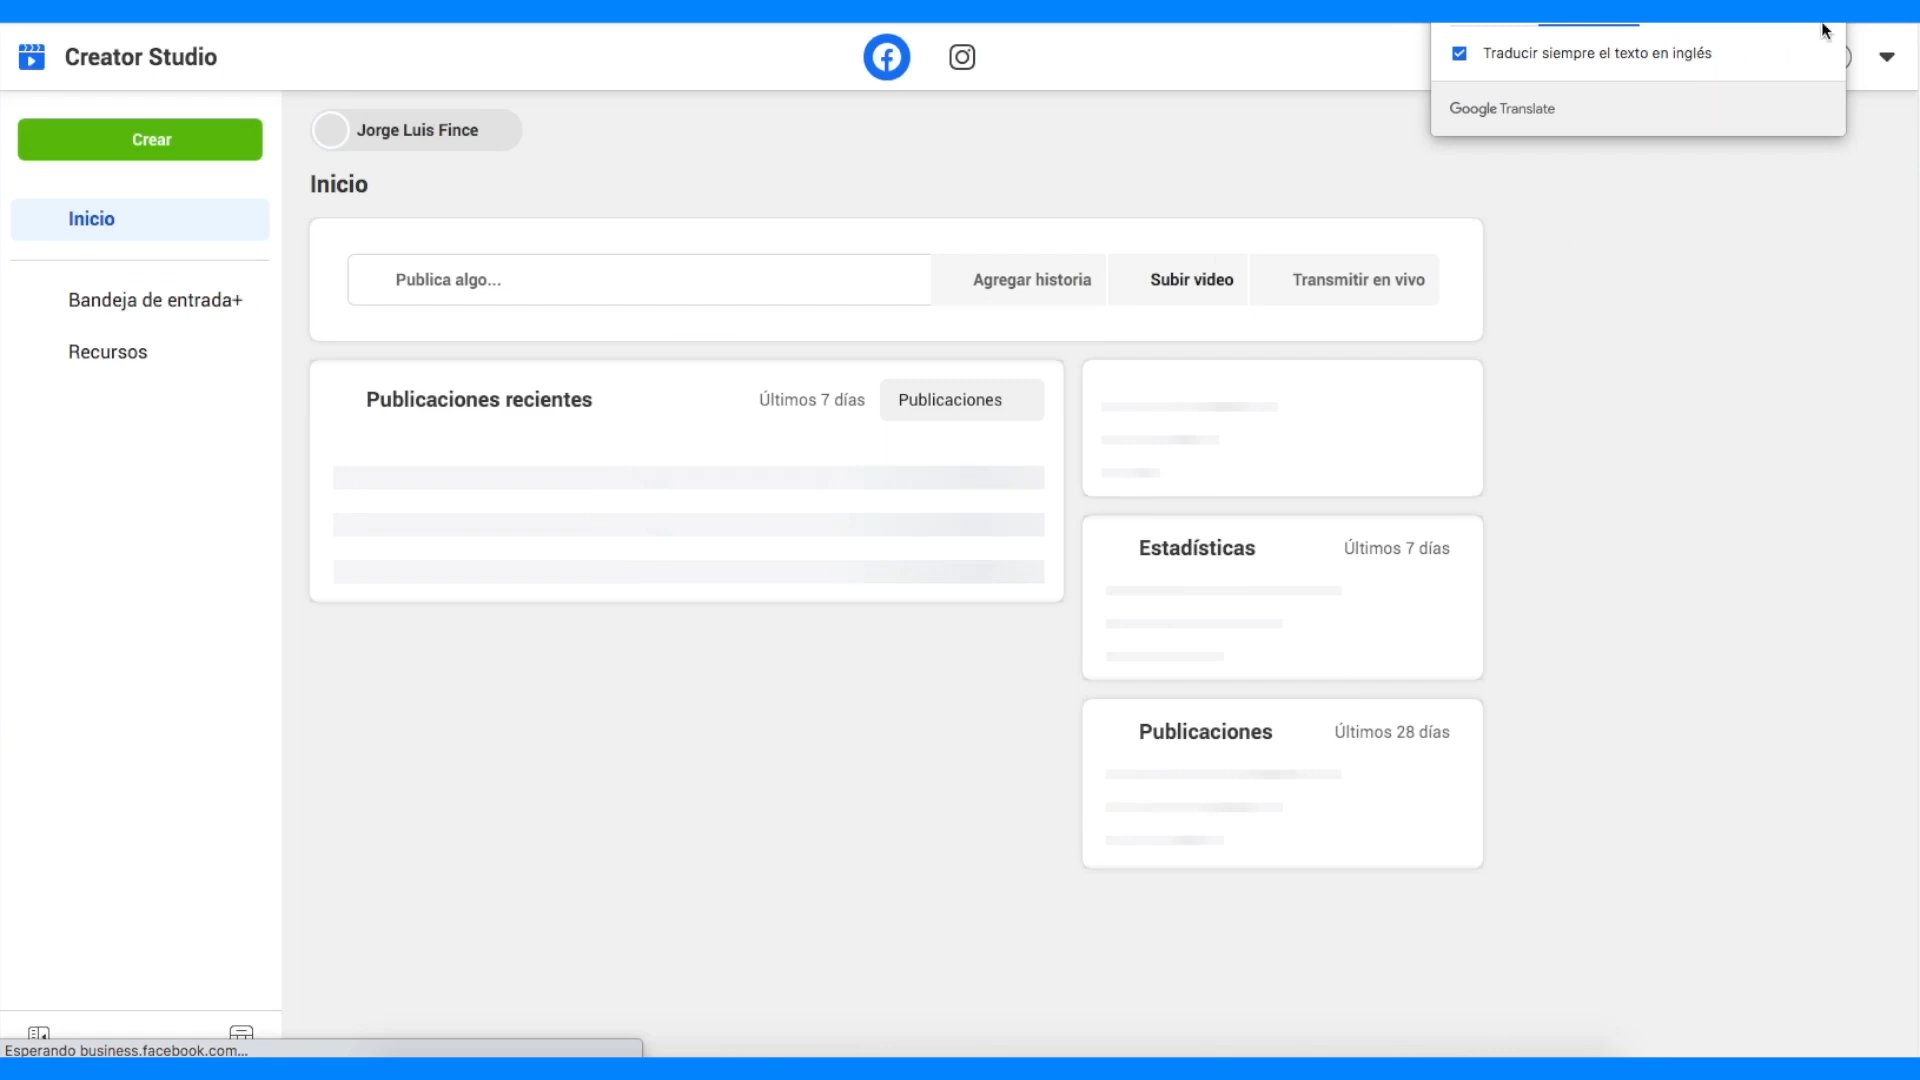 Creator Studio
Traducir siempre el texto en inglés
Google Translate
Crear
Jorge Luis Fince
Inicio
Inicio
Publica algo...
Agregar historia
Subir video
Transmitir en vivo
Bandeja de entrada+
Recursos
Publicaciones recientes
Últimos 7 días
Publicaciones
Estadísticas
Últimos 7 días
Publicaciones
Últimos 28 días
Esperando business.facebook.com...